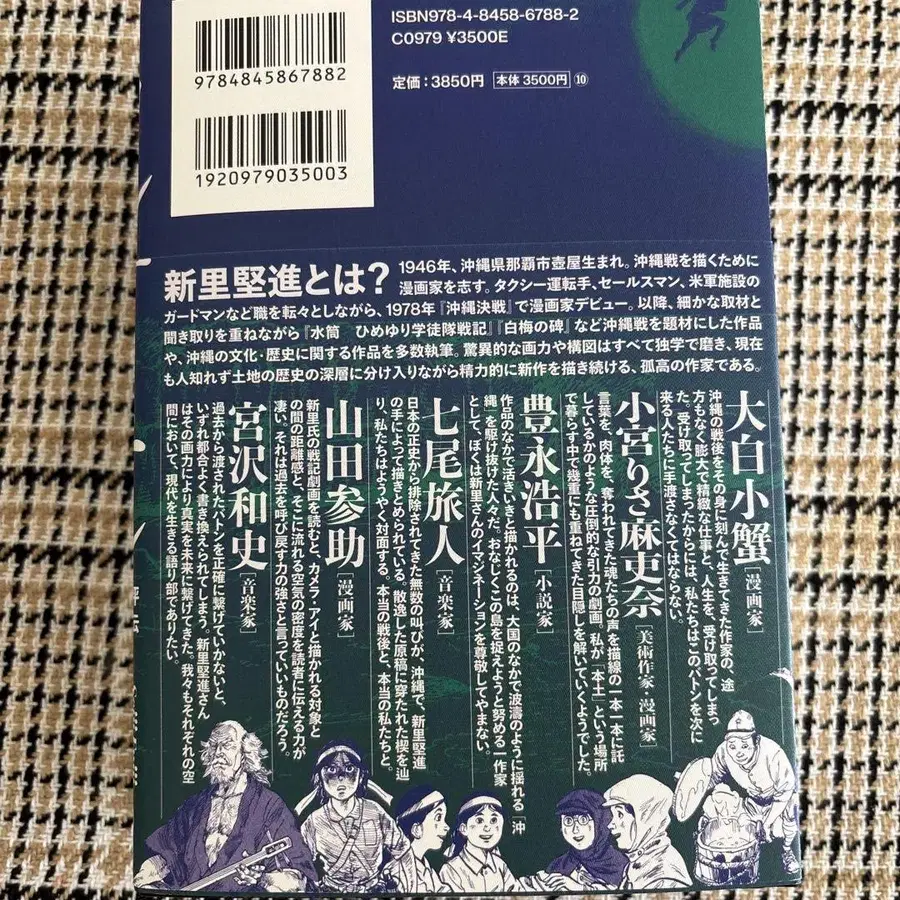 ISBN978-4-8458-6788-2
C0979 ¥3500E
9784845867882
定価：3850円 本体 3500円 ⑩
1920979035003
新里堅進とは？
1946年、沖縄県那覇市壺屋生まれ。沖縄戦を描くために
漫画家を志す。タクシー運転手、セールスマン、米軍施設の
ガードマンなど職を転々としながら、1978年『沖縄決戦』で漫画家デビュー。以降、細かな取材と
聞き取りを重ねながら『水筒　ひめゆり学徒隊戦記』『白梅の碑』など沖縄戦を題材にした作品
や、沖縄の文化・歴史に関する作品を多数執筆。驚異的な画力や構図はすべて独学で磨き、現在
も人知れず土地の歴史の深層に分け入りながら精力的に新作を描き続ける、孤高の作家である。
大白小蟹［漫画家］
沖縄の戦後をその身に刻んで生きてきた作家の、途
方もなく膨大で精緻な仕事と、人生を、受け取ってしまっ
た。受け取ってしまったからには、私たちはこのバトンを次に
来る人たちに手渡さなくてはならない。
小宮りさ麻吏奈［美術作家・漫画家］
言葉を、肉体を、奪われてきた魂たちの声を描線の一本一本に託
しているかのような圧倒的な引力の劇画。私が「本土」という場所
で暮らす中で幾重にも重ねてきた目隠しを解いていくようでした。
豊永浩平［小説家］
作品のなかで活きいきと描かれるのは、大国のなかで波濤のように揺れる「沖
縄」を駆け抜けた人々だ。おなじくこの島を捉えようと努める一作家
として、ぼくは新里さんのイマジネーションを尊敬してやまない。
七尾旅人［音楽家］
日本の正史から排除されてきた無数の叫びが、沖縄で、新里堅進
の手によって描きとめられている。散逸した原稿に穿たれた楔を辿
り、私たちはようやく対面する。本当の戦後と、本当の私たちと。
山田参助［漫画家］
新里氏の戦記劇画を読むと、カメラ・アイと描かれる対象と
の間の距離感と、そこに流れる空気の密度を読者に伝える力が
凄い。それは過去を呼び戻す力の強さと言っていいものだろう。
宮沢和史［音楽家］
過去から渡されたバトンを正確に繋げていかないと、
いずれ都合よく書き換えられてしまう。新里堅進さん
はその画力により真実を未来に繋げてきた。我々もそれぞれの空
間において、現代を生きる語り部でありたい。